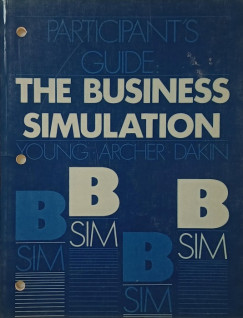 PARTICIPANT'S
GUIDE:
THE BUSINESS
SIMULATION
YOUNG ARCHER DAKIN
B
SIM
B
SIM
B
SIM
B
SIM